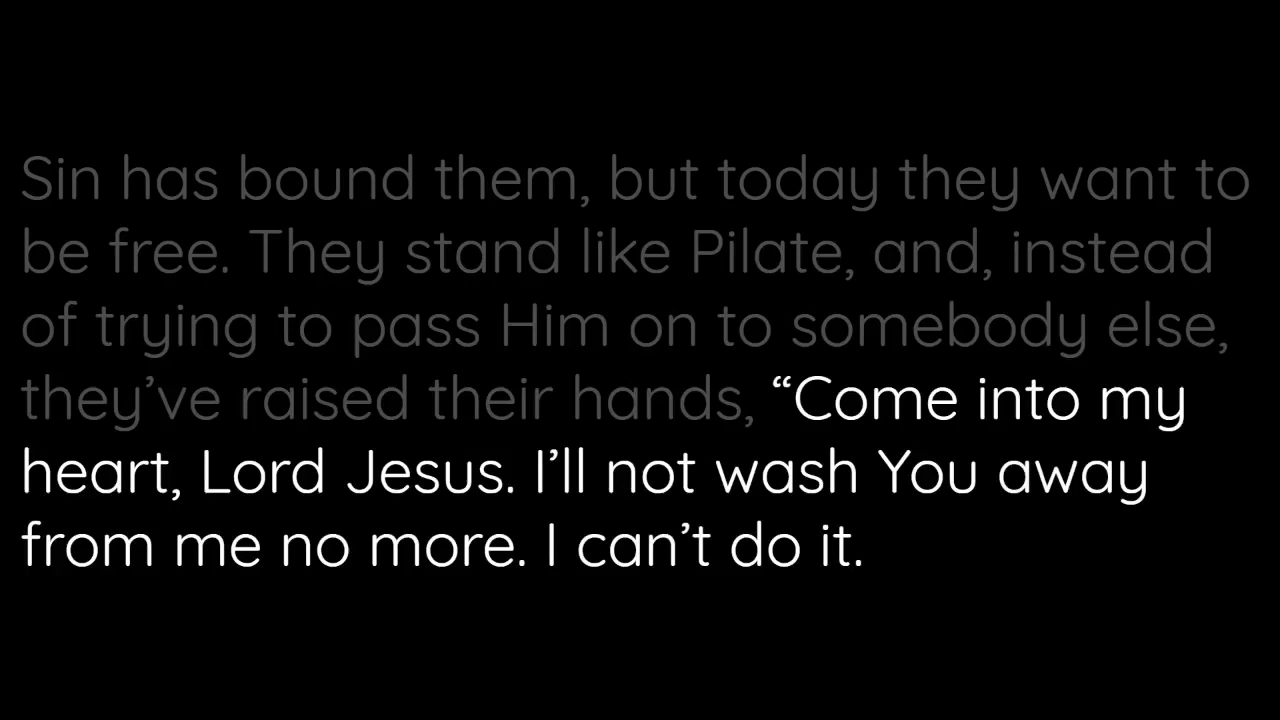 Sin has bound them, but today they want to
be free. They stand like Pilate, and, instead
of trying to pass Him on to somebody else,
they’ve raised their hands, “Come into my
heart, Lord Jesus. I’ll not wash You away
from me no more. I can’t do it.